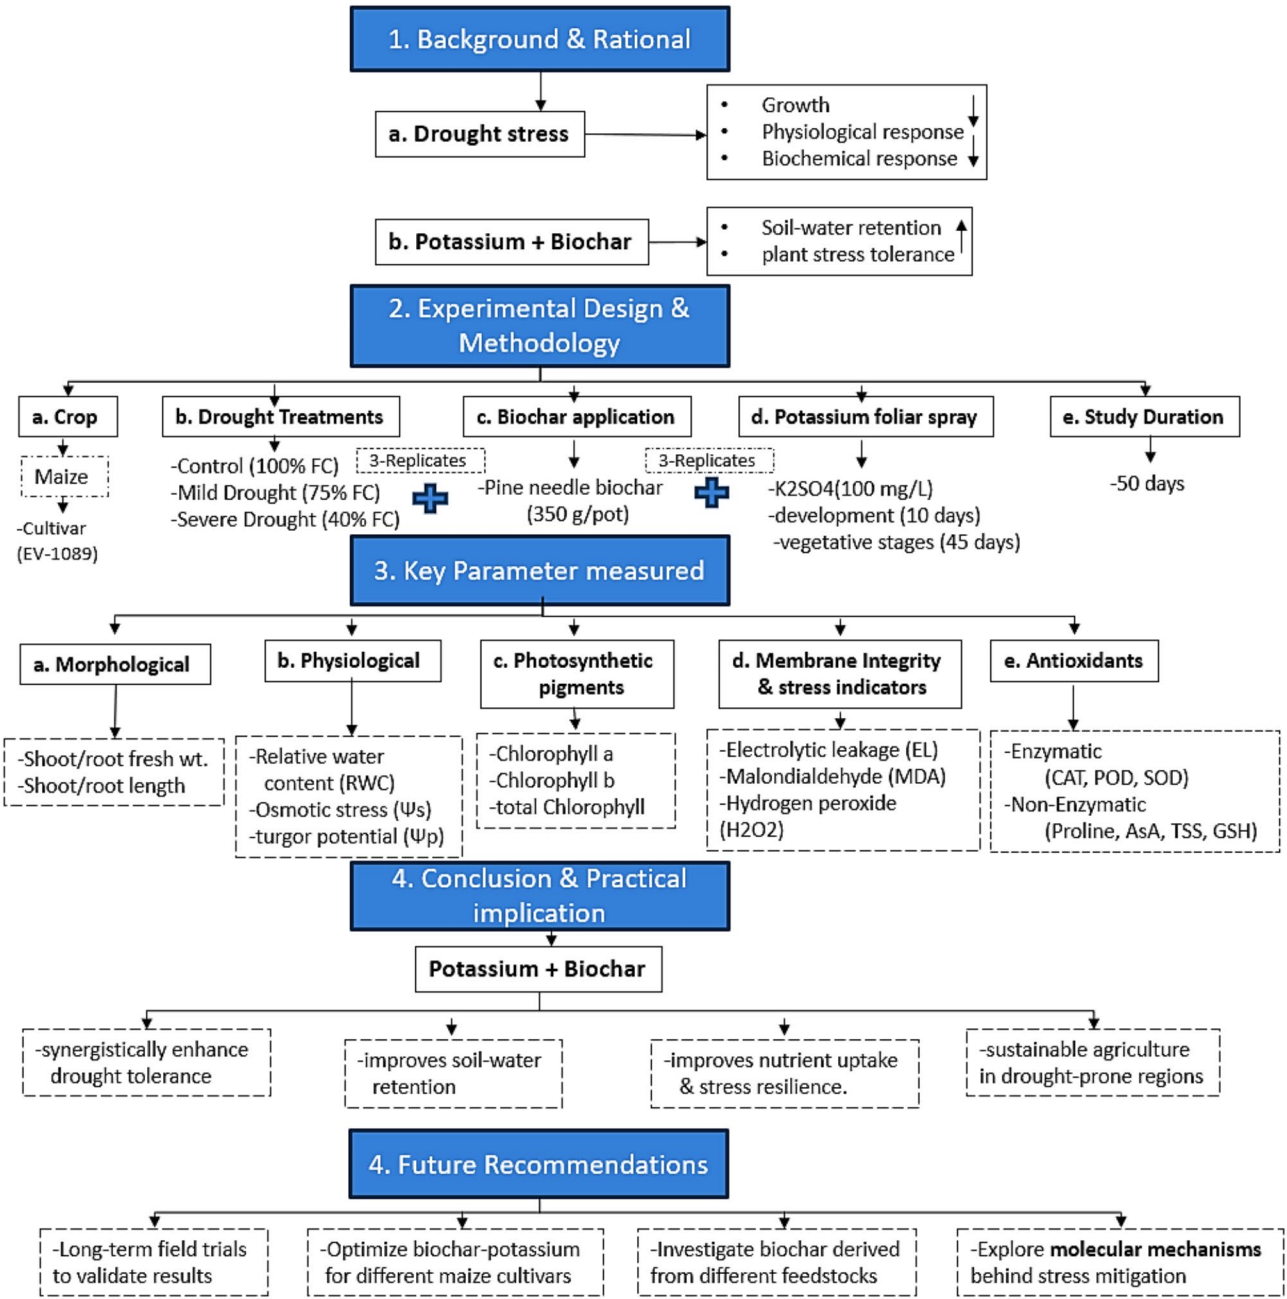 1. Background & Rational
a. Drought stress
• Growth
• Physiological response
• Biochemical response
b. Potassium + Biochar
• Soil-water retention
• plant stress tolerance
2. Experimental Design &
Methodology
a. Crop
Maize
-Cultivar
(EV-1089)
b. Drought Treatments
-Control (100% FC)
-Mild Drought (75% FC)
-Severe Drought (40% FC)
3-Replicates
c. Biochar application
-Pine needle biochar
(350 g/pot)
3-Replicates
d. Potassium foliar spray
-K2SO4(100 mg/L)
-development (10 days)
-vegetative stages (45 days)
e. Study Duration
-50 days
3. Key Parameter measured
a. Morphological
-Shoot/root fresh wt.
-Shoot/root length
b. Physiological
-Relative water
content (RWC)
-Osmotic stress (Ψs)
-turgor potential (Ψp)
c. Photosynthetic
pigments
-Chlorophyll a
-Chlorophyll b
-total Chlorophyll
d. Membrane Integrity
& stress indicators
-Electrolytic leakage (EL)
-Malondialdehyde (MDA)
-Hydrogen peroxide
(H2O2)
e. Antioxidants
-Enzymatic
(CAT, POD, SOD)
-Non-Enzymatic
(Proline, AsA, TSS, GSH)
4. Conclusion & Practical
implication
Potassium + Biochar
-synergistically enhance
drought tolerance
-improves soil-water
retention
-improves nutrient uptake
& stress resilience.
-sustainable agriculture
in drought-prone regions
4. Future Recommendations
-Long-term field trials
to validate results
-Optimize biochar-potassium
for different maize cultivars
-Investigate biochar derived
from different feedstocks
-Explore molecular mechanisms
behind stress mitigation